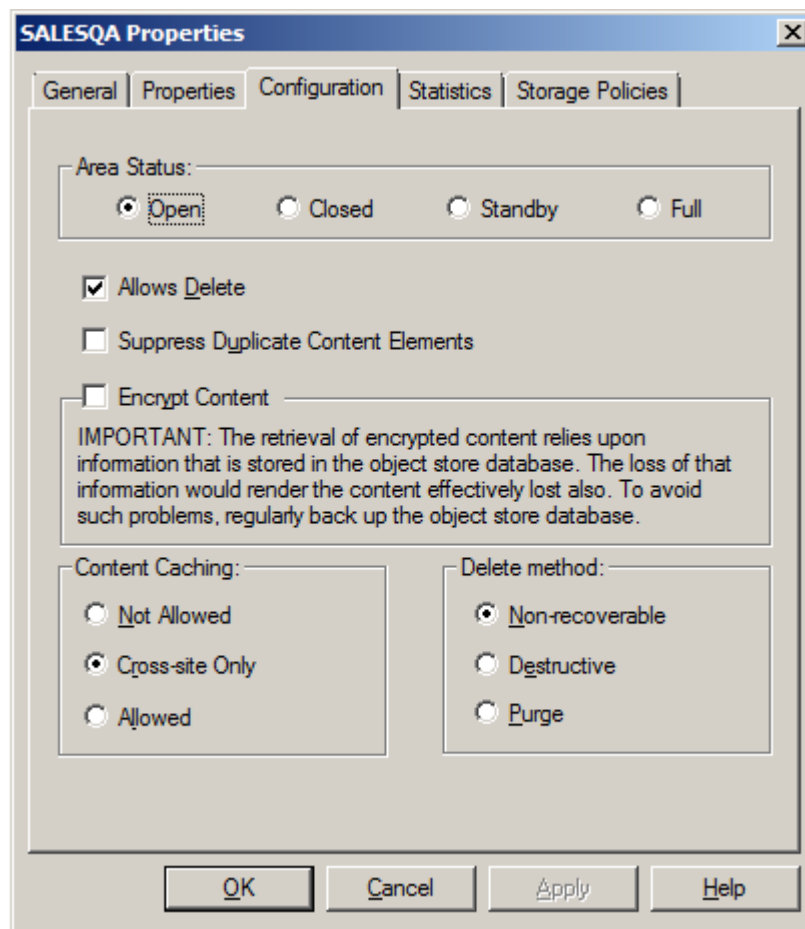 SALESQA Properties
General Properties Configuration Statistics Storage Policies
Area Status:
Open Closed Standby Full
Allows Delete
Suppress Duplicate Content Elements
Encrypt Content
IMPORTANT: The retrieval of encrypted content relies upon
information that is stored in the object store database. The loss of that
information would render the content effectively lost also. To avoid
such problems, regularly back up the object store database.
Content Caching:
Not Allowed
Cross-site Only
Allowed
Delete method:
Non-recoverable
Destructive
Purge
OK Cancel Apply Help